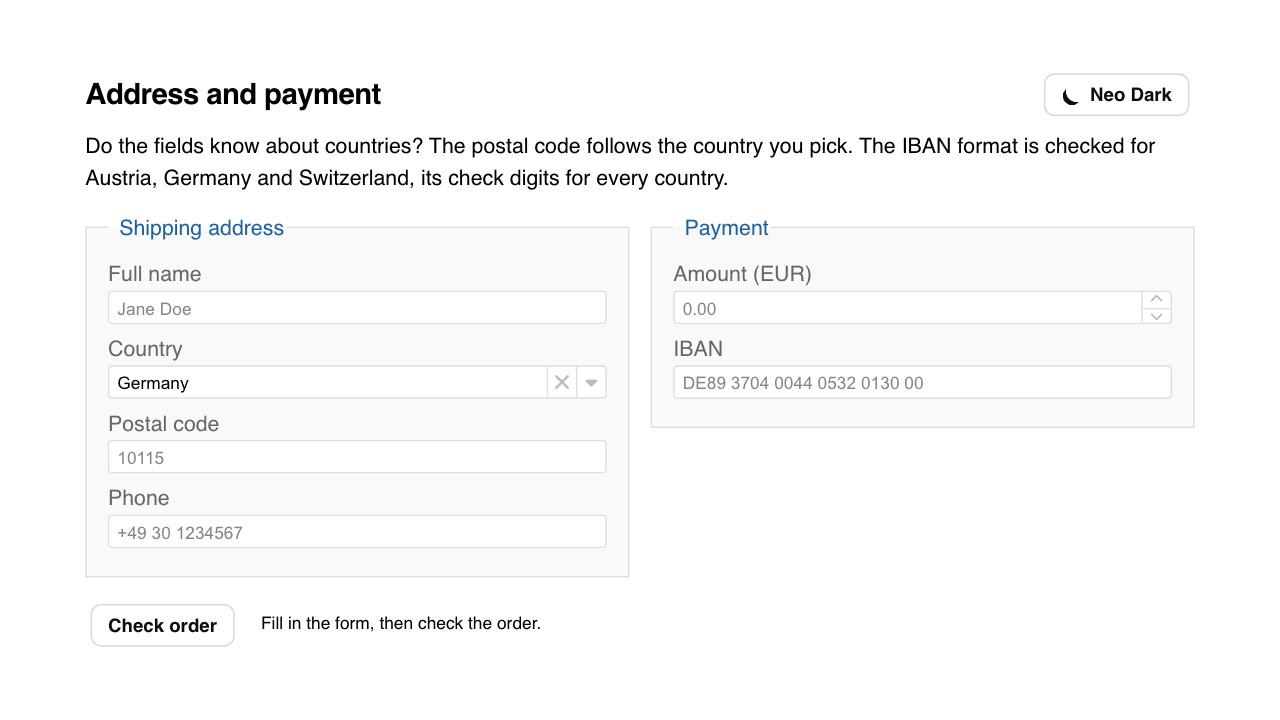 Address and payment
Neo Dark
Do the fields know about countries? The postal code follows the country you pick. The IBAN format is checked for
Austria, Germany and Switzerland, its check digits for every country.
Shipping address
Full name
Jane Doe
Country
Germany
Postal code
10115
Phone
+49 30 1234567
Payment
Amount (EUR)
0.00
IBAN
DE89 3704 0044 0532 0130 00
Check order
Fill in the form, then check the order.